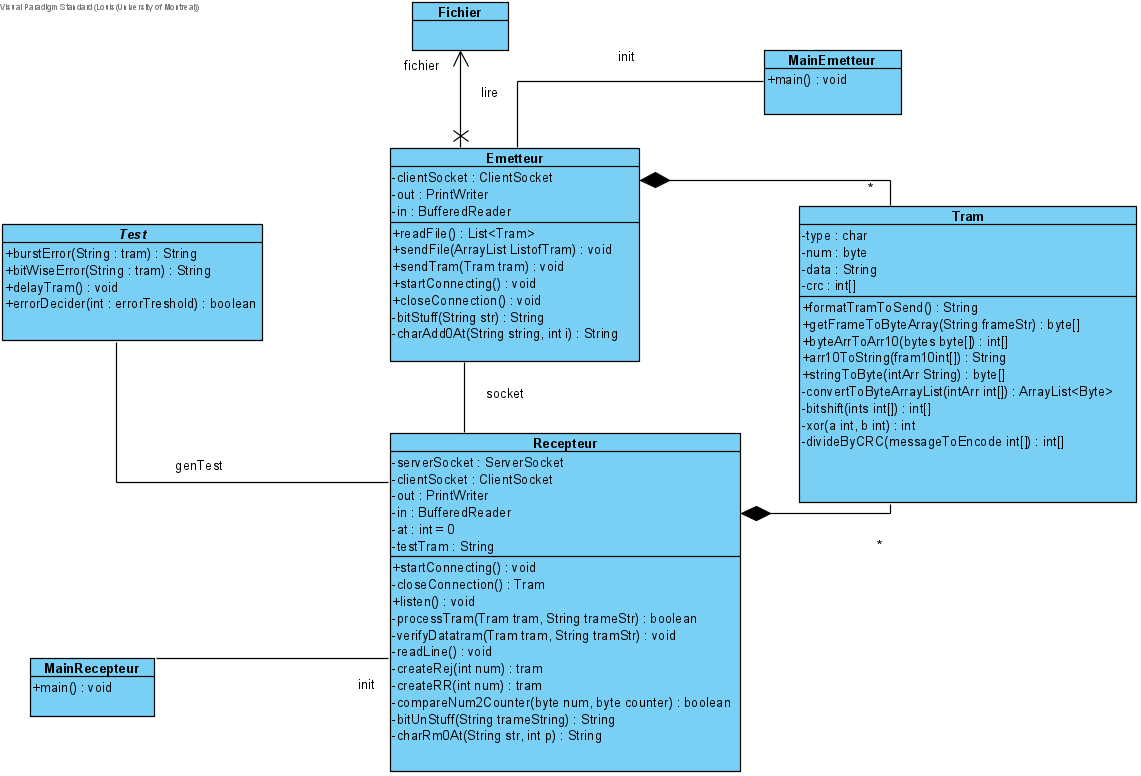 Visual Paradigm Standard (Louis (University of Montreal))
Fichier
fichier
lire
init
MainEmetteur
+main() : void
Emetteur
-clientSocket : ClientSocket
-out : PrintWriter
-in : BufferedReader
+readFile() : List<Tram>
+sendFile(ArrayList ListofTram) : void
+sendTram(Tram tram) : void
+startConnecting() : void
+closeConnection() : void
-bitStuff(String str) : String
-charAdd0At(String string, int i) : String
*
Tram
-type : char
-num : byte
-data : String
-crc : int[]
+formatTramToSend() : String
+getFrameToByteArray(String frameStr) : byte[]
+byteArrToArr10(bytes byte[]) : int[]
+arr10ToString(fram10int[]) : String
+stringToByte(intArr String) : byte[]
-convertToByteArrayList(intArr int[]) : ArrayList<Byte>
-bitshift(ints int[]) : int[]
-xor(a int, b int) : int
-divideByCRC(messageToEncode int[]) : int[]
*
Test
+burstError(String : tram) : String
+bitWiseError(String : tram) : String
+delayTram() : void
+errorDecider(int : errorTreshold) : boolean
socket
genTest
Recepteur
-serverSocket : ServerSocket
-clientSocket : ClientSocket
-out : PrintWriter
-in : BufferedReader
-at : int = 0
-testTram : String
+startConnecting() : void
-closeConnection() : Tram
+listen() : void
-processTram(Tram tram, String trameStr) : boolean
-verifyDatatram(Tram tram, String tramStr) : void
-readLine() : void
-createRej(int num) : tram
-createRR(int num) : tram
-compareNum2Counter(byte num, byte counter) : boolean
-bitUnStuff(String trameString) : String
-charRm0At(String str, int p) : String
MainRecepteur
+main() : void
init